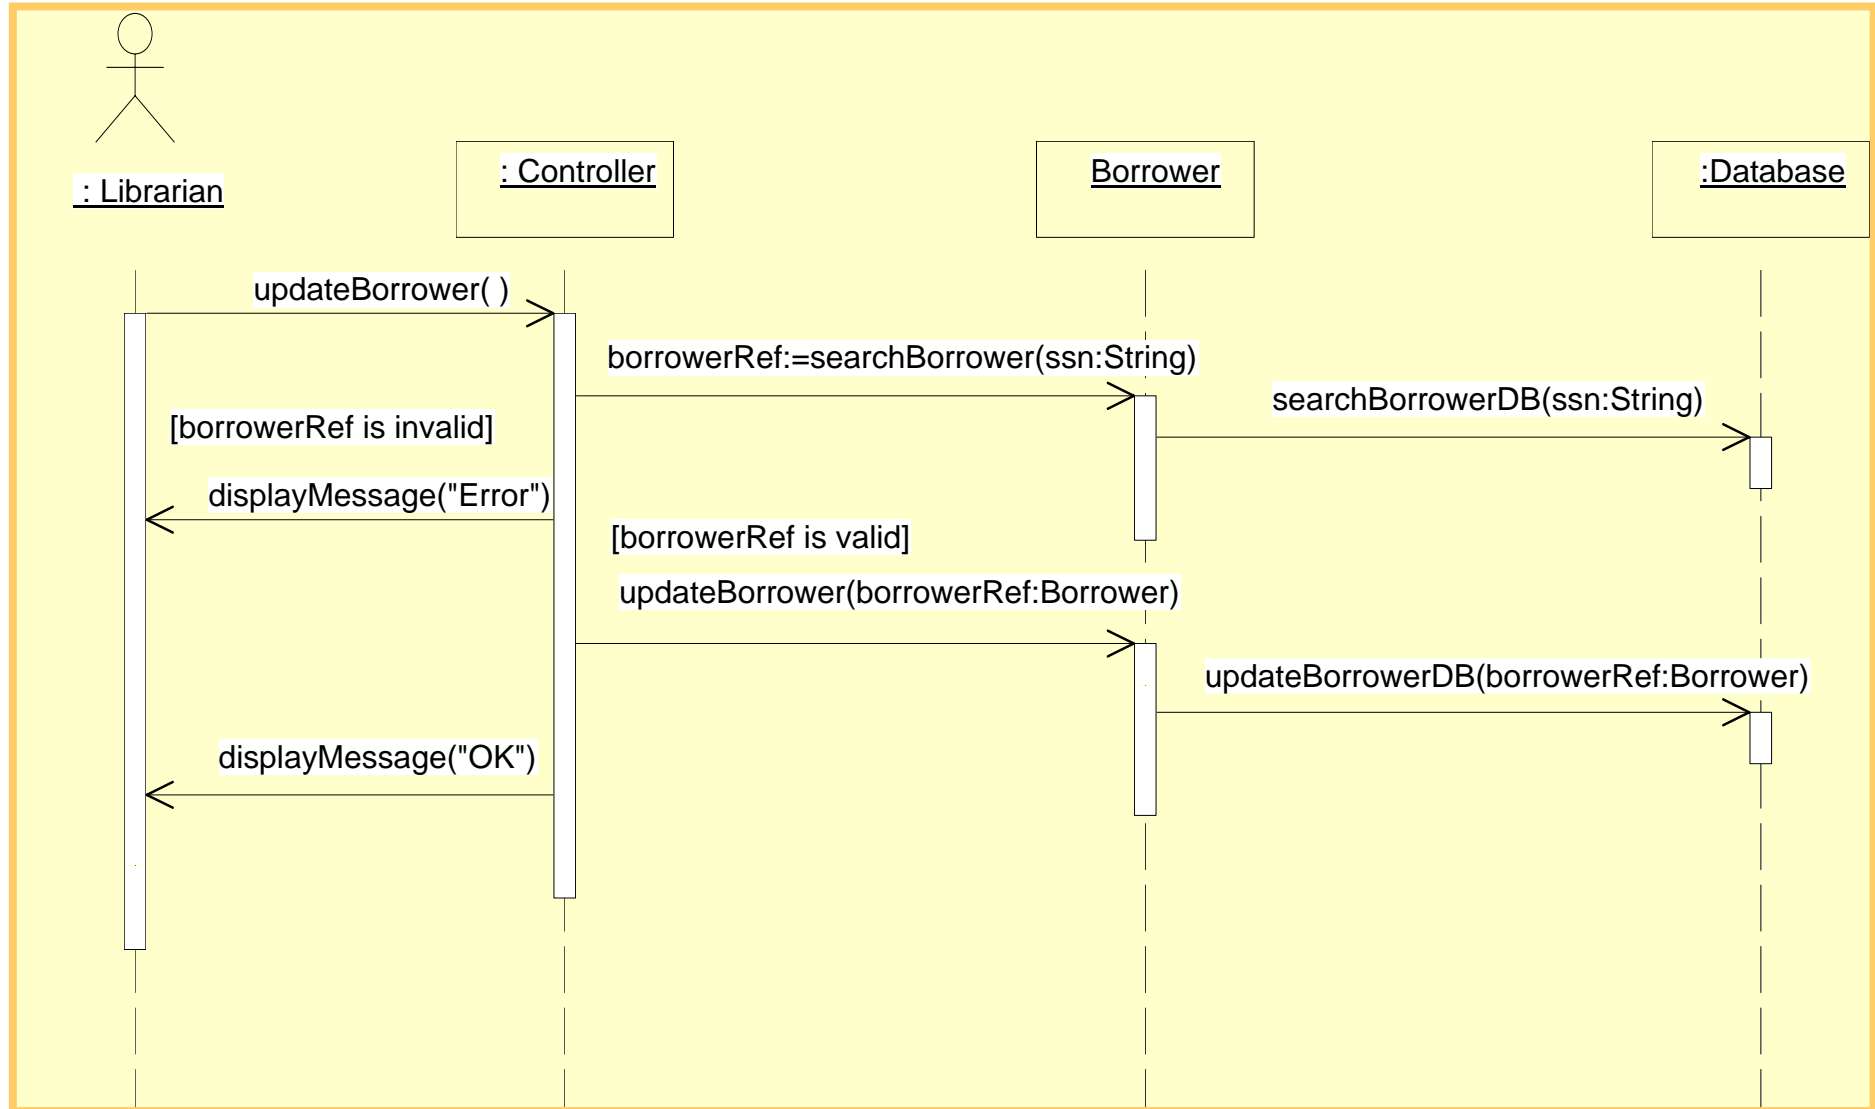 : Librarian
: Controller
Borrower
:Database
updateBorrower( )
borrowerRef:=searchBorrower(ssn:String)
searchBorrowerDB(ssn:String)
[borrowerRef is invalid]
displayMessage("Error")
[borrowerRef is valid]
updateBorrower(borrowerRef:Borrower)
updateBorrowerDB(borrowerRef:Borrower)
displayMessage("OK")